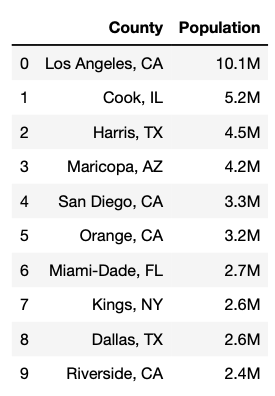 County Population
0 Los Angeles, CA 10.1M
1 Cook, IL 5.2M
2 Harris, TX 4.5M
3 Maricopa, AZ 4.2M
4 San Diego, CA 3.3M
5 Orange, CA 3.2M
6 Miami-Dade, FL 2.7M
7 Kings, NY 2.6M
8 Dallas, TX 2.6M
9 Riverside, CA 2.4M